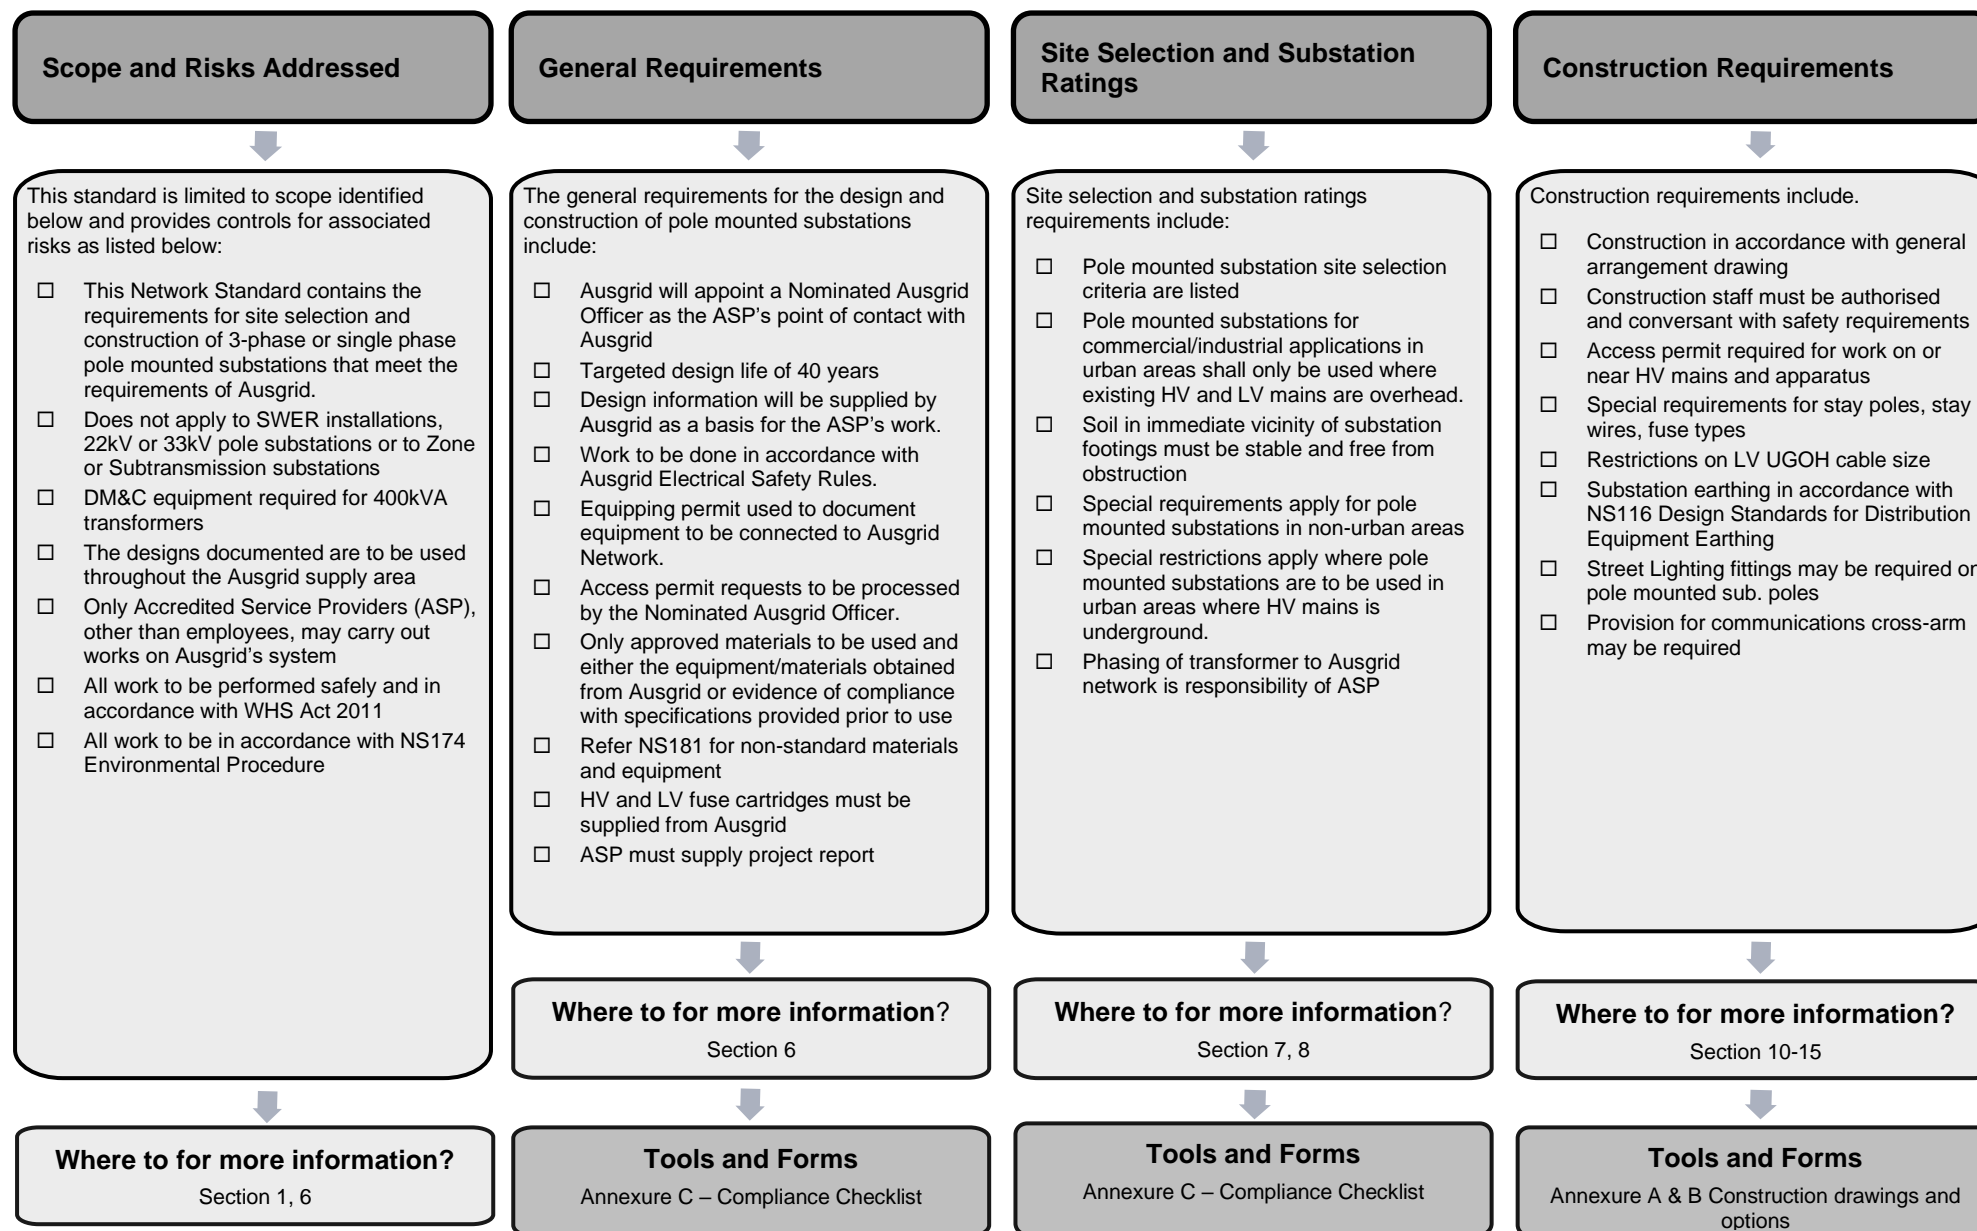 Scope and Risks Addressed
This standard is limited to scope identified
below and provides controls for associated
risks as listed below:
☐ This Network Standard contains the
requirements for site selection and
construction of 3-phase or single phase
pole mounted substations that meet the
requirements of Ausgrid.
☐ Does not apply to SWER installations,
22kV or 33kV pole substations or to Zone
or Subtransmission substations
☐ DM&C equipment required for 400kVA
transformers
☐ The designs documented are to be used
throughout the Ausgrid supply area
☐ Only Accredited Service Providers (ASP),
other than employees, may carry out
works on Ausgrid's system
☐ All work to be performed safely and in
accordance with WHS Act 2011
☐ All work to be in accordance with NS174
Environmental Procedure
Where to for more information?
Section 1, 6
General Requirements
The general requirements for the design and
construction of pole mounted substations
include:
☐ Ausgrid will appoint a Nominated Ausgrid
Officer as the ASP's point of contact with
Ausgrid
☐ Targeted design life of 40 years
☐ Design information will be supplied by
Ausgrid as a basis for the ASP's work.
☐ Work to be done in accordance with
Ausgrid Electrical Safety Rules.
☐ Equipping permit used to document
equipment to be connected to Ausgrid
Network.
☐ Access permit requests to be processed
by the Nominated Ausgrid Officer.
☐ Only approved materials to be used and
either the equipment/materials obtained
from Ausgrid or evidence of compliance
with specifications provided prior to use
☐ Refer NS181 for non-standard materials
and equipment
☐ HV and LV fuse cartridges must be
supplied from Ausgrid
☐ ASP must supply project report
Where to for more information?
Section 6
Tools and Forms
Annexure C – Compliance Checklist
Site Selection and Substation
Ratings
Site selection and substation ratings
requirements include:
☐ Pole mounted substation site selection
criteria are listed
☐ Pole mounted substations for
commercial/industrial applications in
urban areas shall only be used where
existing HV and LV mains are overhead.
☐ Soil in immediate vicinity of substation
footings must be stable and free from
obstruction
☐ Special requirements apply for pole
mounted substations in non-urban areas
☐ Special restrictions apply where pole
mounted substations are to be used in
urban areas where HV mains is
underground.
☐ Phasing of transformer to Ausgrid
network is responsibility of ASP
Where to for more information?
Section 7, 8
Tools and Forms
Annexure C – Compliance Checklist
Construction Requirements
Construction requirements include.
☐ Construction in accordance with general
arrangement drawing
☐ Construction staff must be authorised
and conversant with safety requirements
☐ Access permit required for work on or
near HV mains and apparatus
☐ Special requirements for stay poles, stay
wires, fuse types
☐ Restrictions on LV UGOH cable size
☐ Substation earthing in accordance with
NS116 Design Standards for Distribution
Equipment Earthing
☐ Street Lighting fittings may be required
pole mounted sub. poles
☐ Provision for communications cross-arm
may be required
Where to for more information?
Section 10-15
Tools and Forms
Annexure A & B Construction drawings and
options